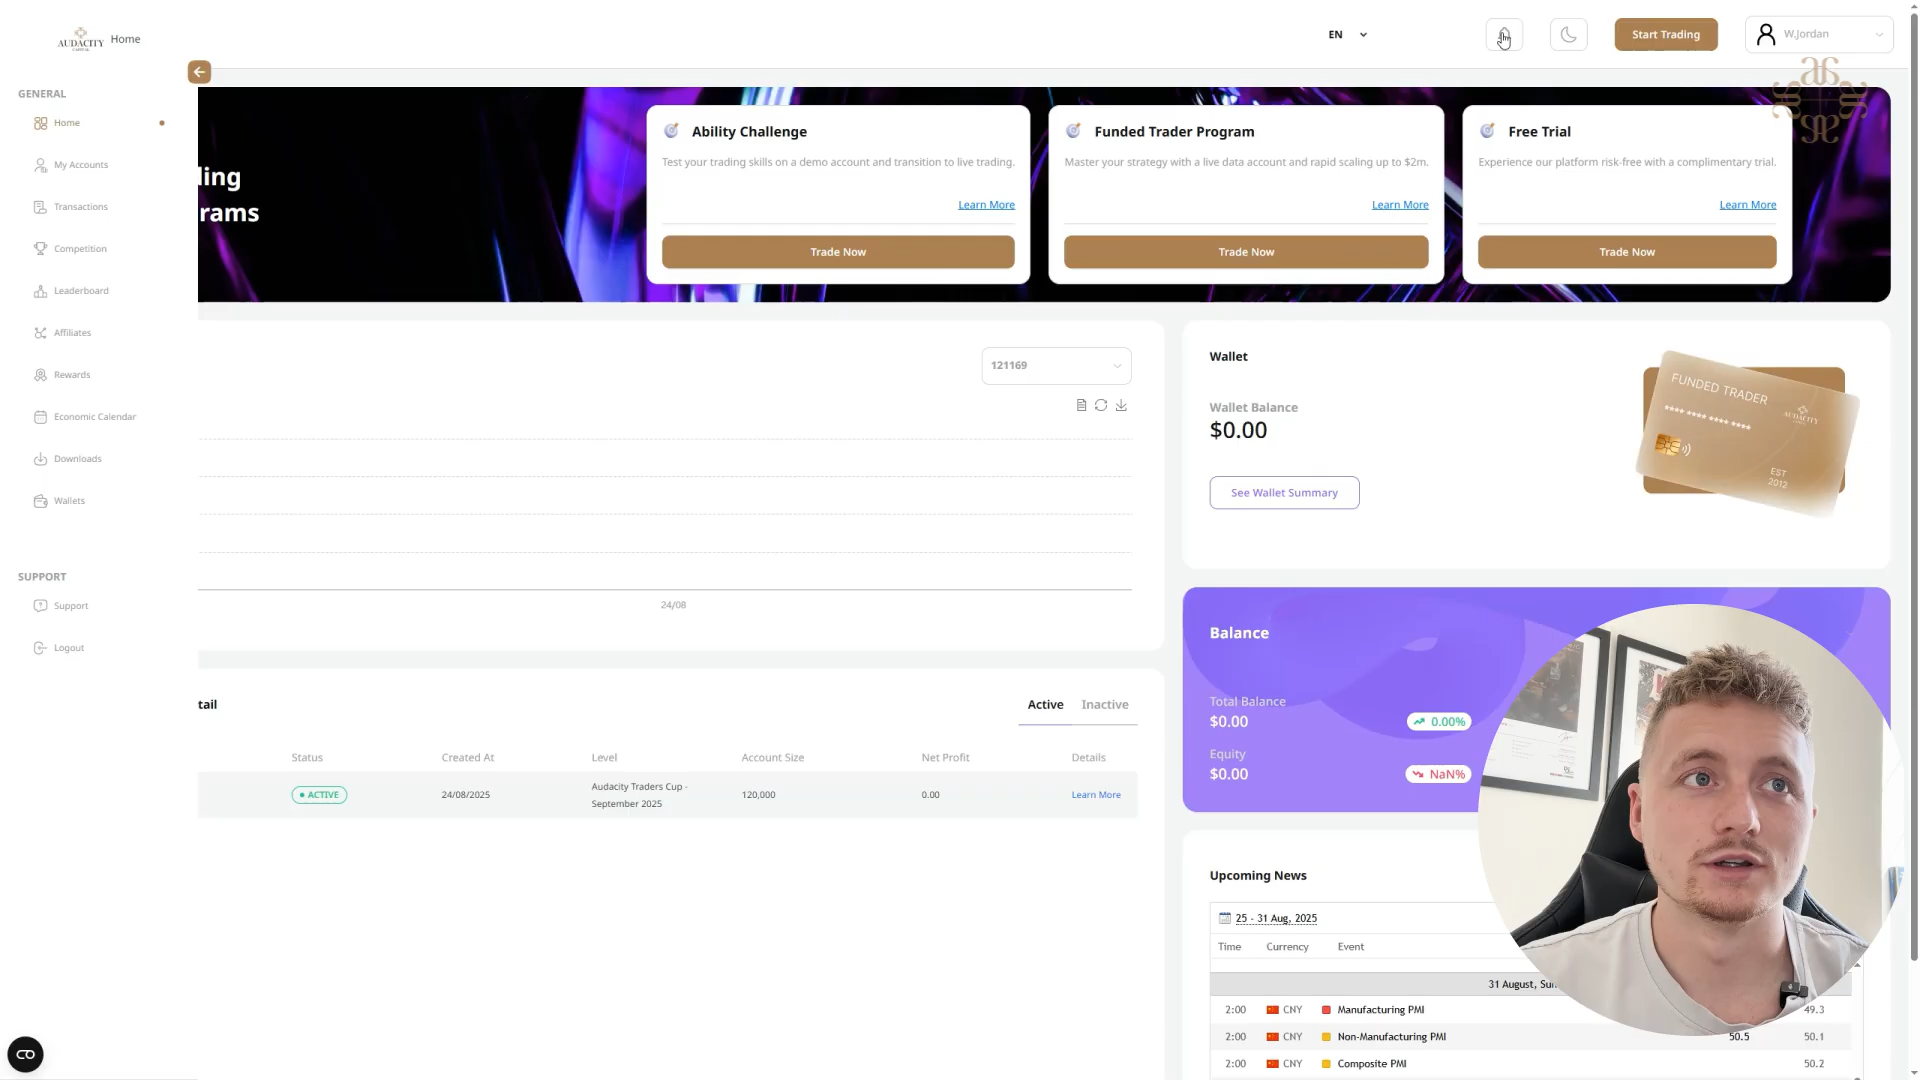 AUDACITY
CAPITAL
Home
EN
Start Trading
W.Jordan
GENERAL
Home
My Accounts
Transactions
Competition
Leaderboard
Affiliates
Rewards
Economic Calendar
Downloads
Wallets
SUPPORT
Support
Logout
ling
rams
Ability Challenge
Test your trading skills on a demo account and transition to live trading.
Learn More
Trade Now
Funded Trader Program
Master your strategy with a live data account and rapid scaling up to $2m.
Learn More
Trade Now
Free Trial
Experience our platform risk-free with a complimentary trial.
Learn More
Trade Now
121169
24/08
Wallet
Wallet Balance
$0.00
See Wallet Summary
FUNDED TRADER
**** **** **** ****
AUDACITY
EST
2012
Balance
Total Balance
$0.00
0.00%
Equity
$0.00
NaN%
tail
Active
Inactive
Status
Created At
Level
Account Size
Net Profit
Details
ACTIVE
24/08/2025
Audacity Traders Cup -
September 2025
120,000
0.00
Learn More
Upcoming News
25 - 31 Aug, 2025
Time Currency Event
31 August, Sun
2:00 CNY Manufacturing PMI 49.3
2:00 CNY Non-Manufacturing PMI 50.5 50.1
2:00 CNY Composite PMI 50.2